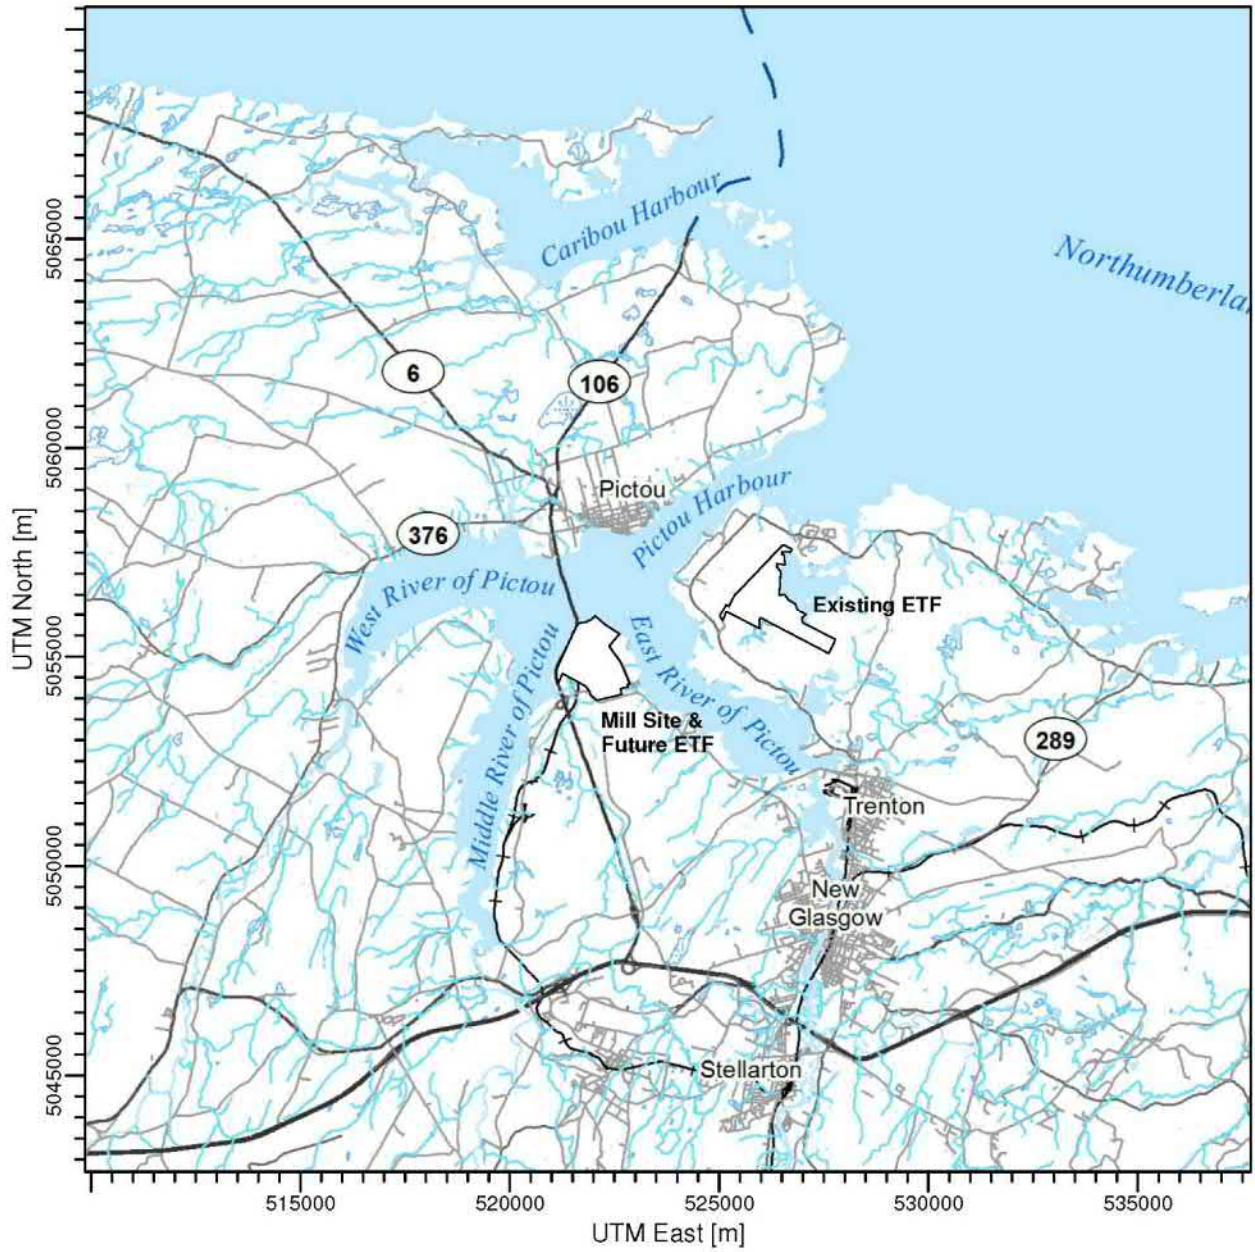 Caribou Harbour
Northumberla
5065000
6
106
5060000
Pictou
Pictou Harbour
376
UTM North [m]
West River of Pictou
Existing ETF
5055000
Middle River of Pictou
East River of Pictou
Mill Site &
Future ETF
289
Trenton
5050000
New
Glasgow
5045000
Stellarton
515000
520000
525000
530000
535000
UTM East [m]